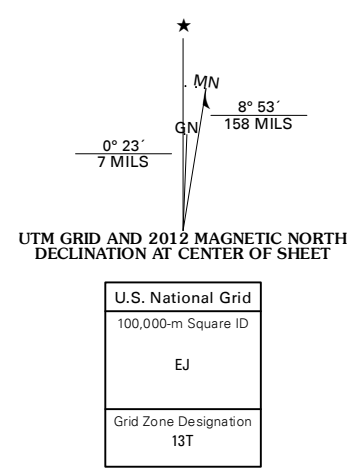 ★
MN
8° 53´
158 MILS
GN
0° 23´
7 MILS
UTM GRID AND 2012 MAGNETIC NORTH
DECLINATION AT CENTER OF SHEET
U.S. National Grid
100,000-m Square ID
EJ
Grid Zone Designation
13T